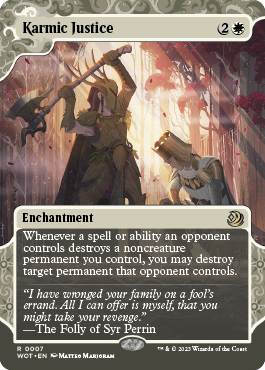 Karmic Justice 2
Enchantment
Whenever a spell or ability an opponent
controls destroys a noncreature
permanent you control, you may destroy
target permanent that opponent controls.
“I have wronged your family on a fool’s
errand. All I can offer is myself, that you
might take your revenge.”
—The Folly of Syr Perrin
R 0007
WOT • EN Matteo Marjoram
™ & © 2023 Wizards of the Coast